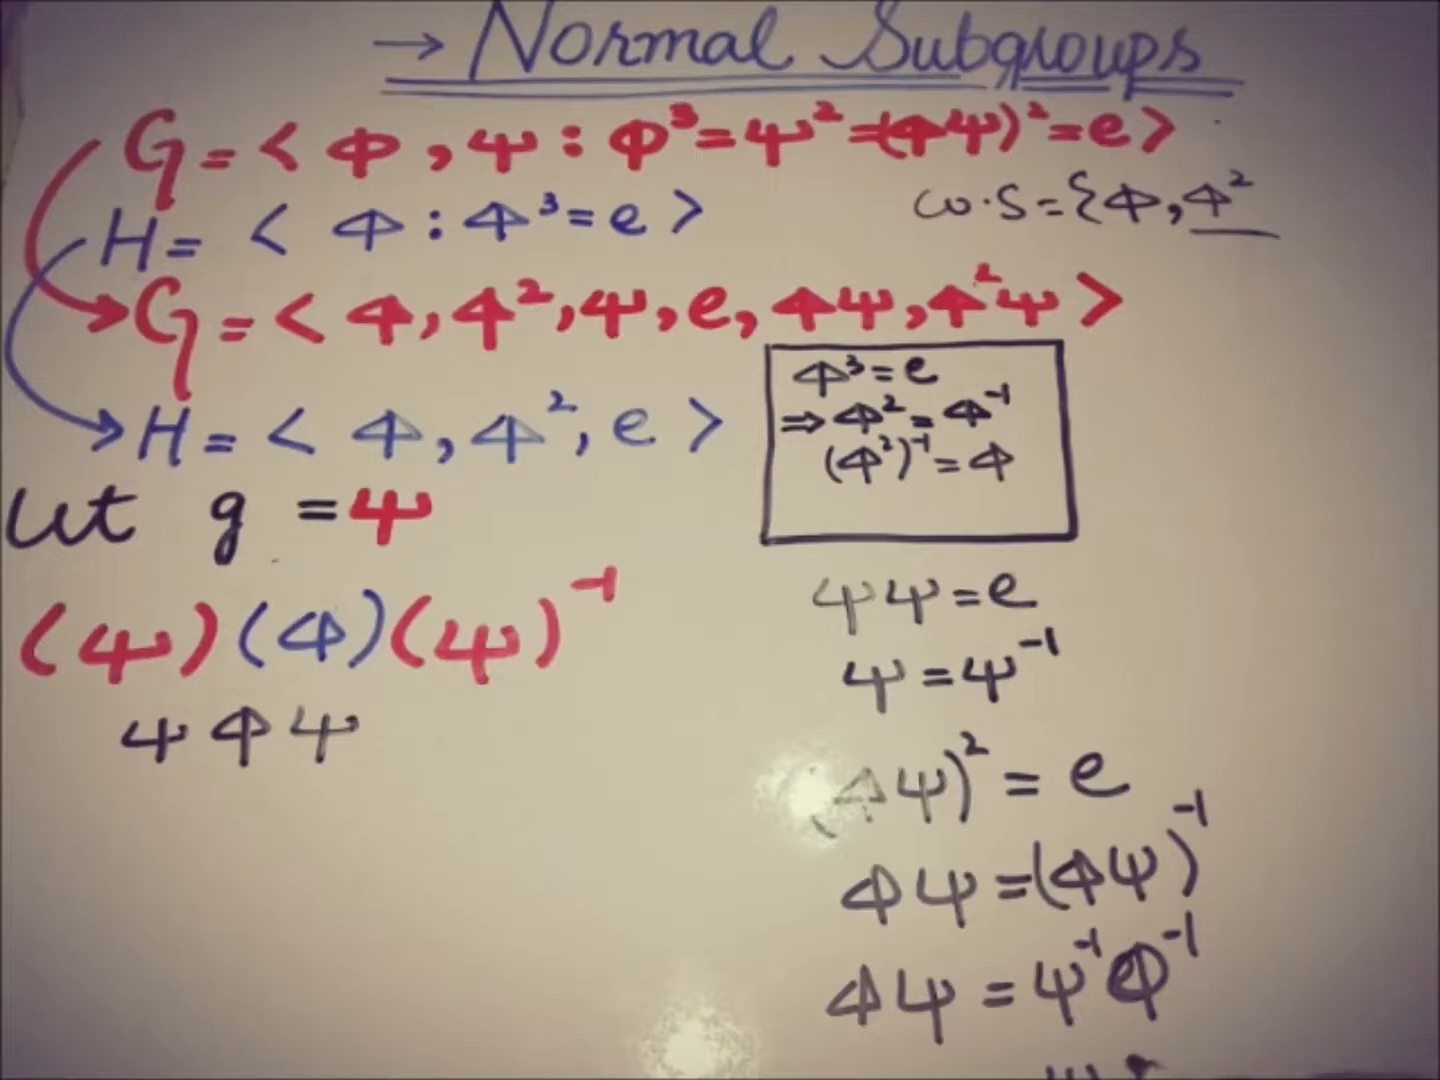 → Normal Subgroups
G = < Φ, Ψ : Φ³ = Ψ² = (ΦΨ)² = e >
H = < Φ : Φ³ = e >
co.S = {Φ, Φ²
G = < Φ, Φ², Ψ, e, ΦΨ, Φ²Ψ >
H = < Φ, Φ², e >
Φ³ = e
⇒ Φ² = Φ⁻¹
(Φ²)⁻¹ = Φ
let g = Ψ
(Ψ)(Φ)(Ψ)⁻¹
ΨΦΨ
ΨΨ = e
Ψ = Ψ⁻¹
(ΦΨ)² = e
ΦΨ = (ΦΨ)⁻¹
ΦΨ = Ψ⁻¹Φ⁻¹